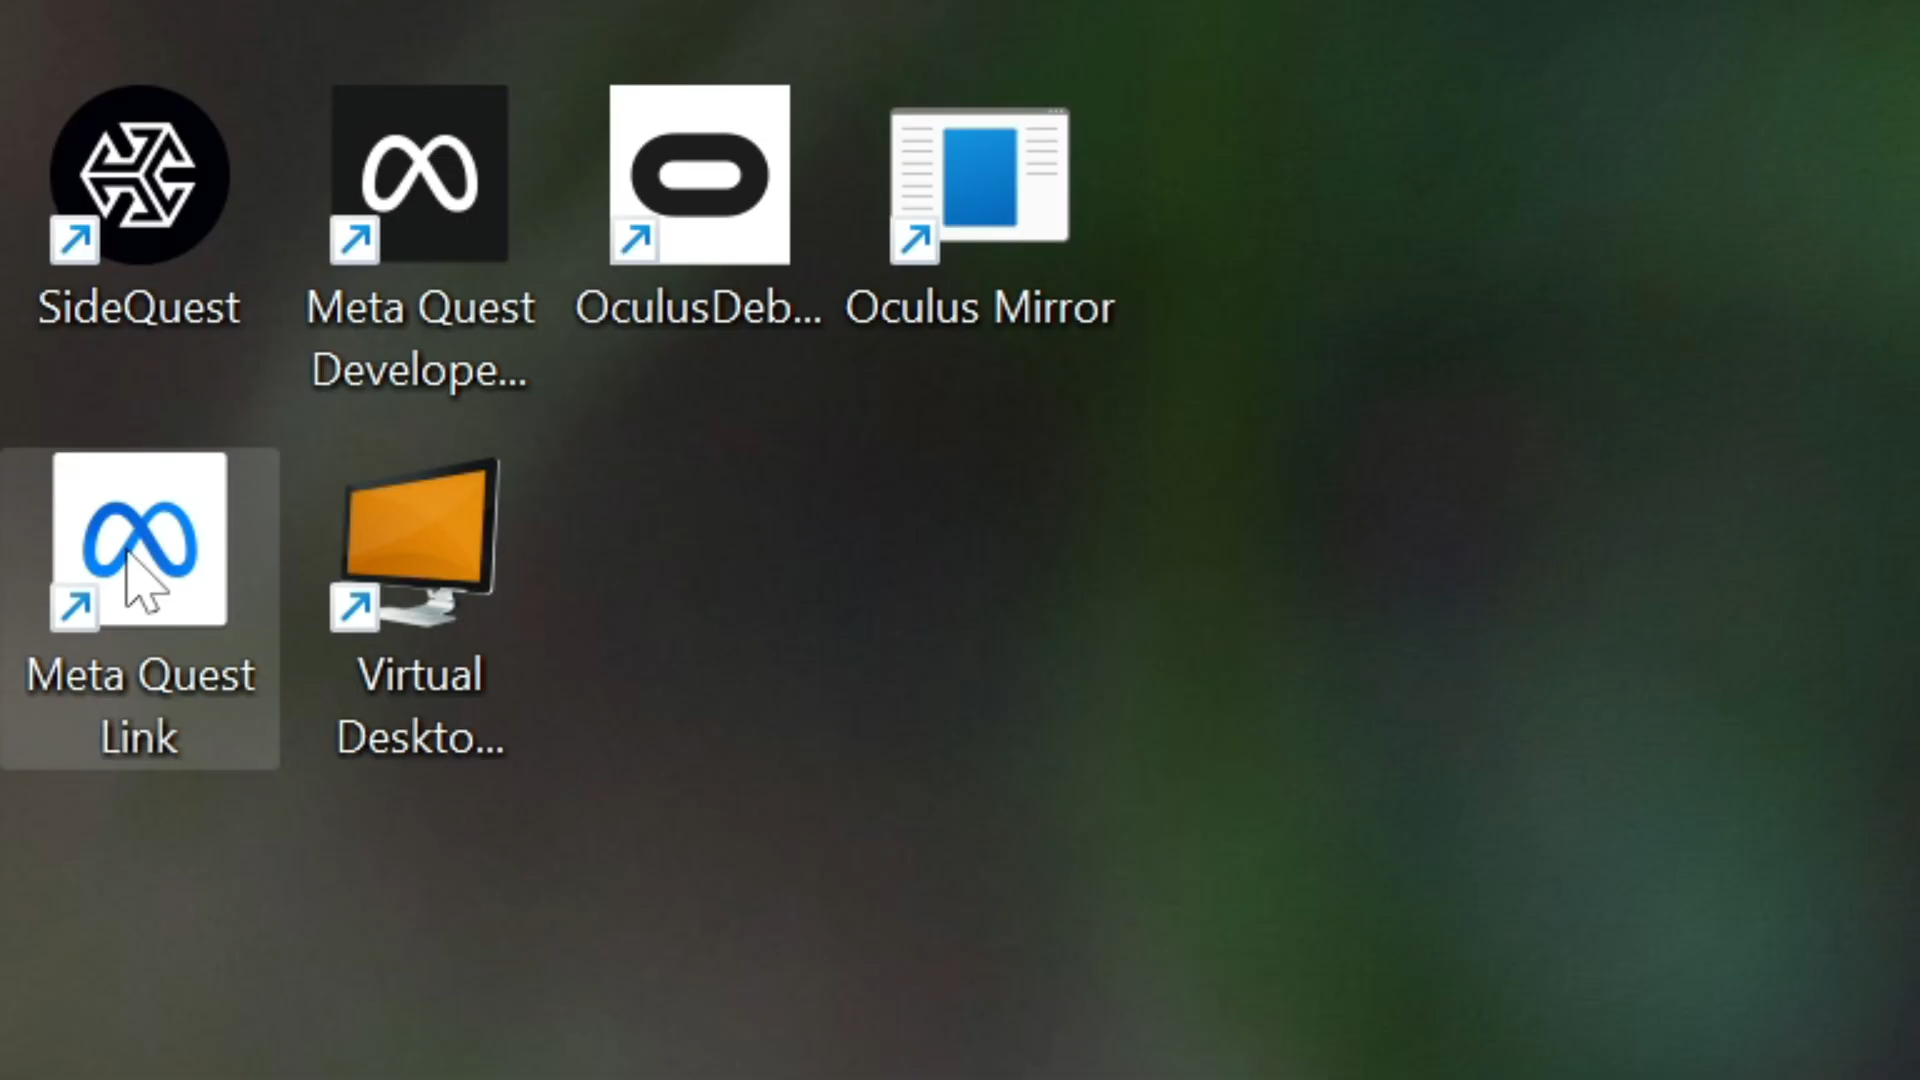 SideQuest
Meta Quest
Develope...
OculusDeb...
Oculus Mirror
Meta Quest
Link
Virtual
Deskto...